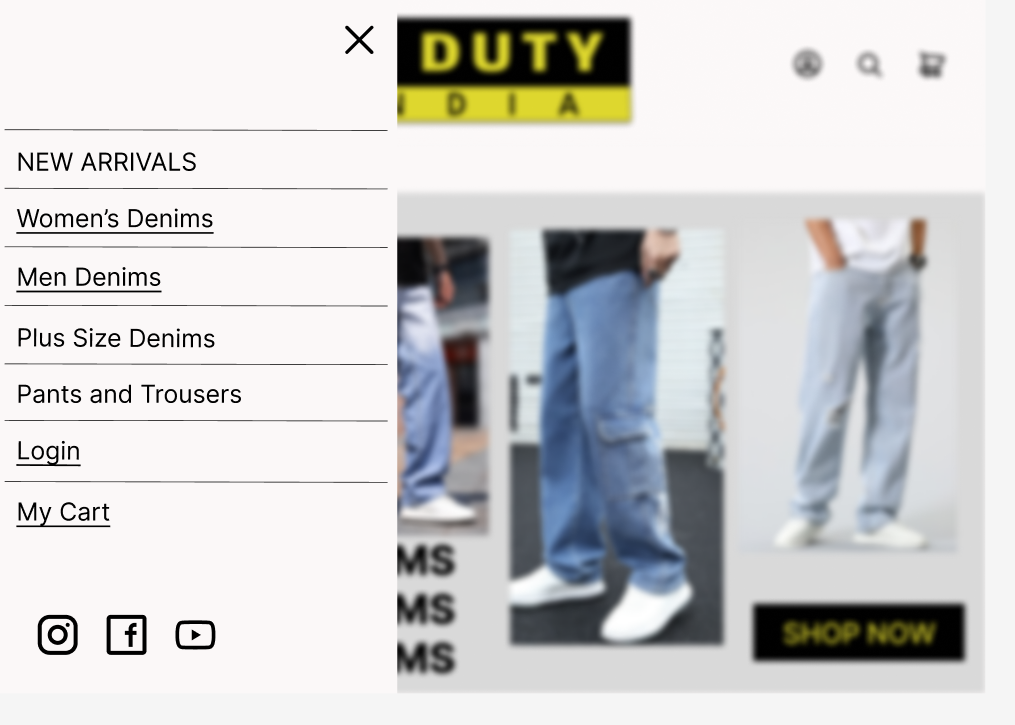 DUTY
NDIA
NEW ARRIVALS
Women’s Denims
Men Denims
Plus Size Denims
Pants and Trousers
Login
My Cart
MS
MS
MS
SHOP NOW